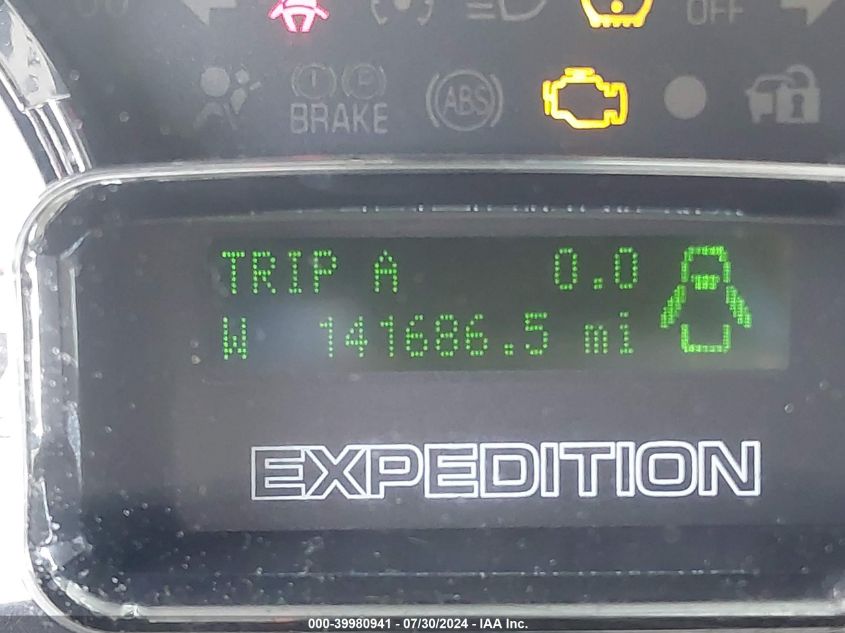 OFF
BRAKE
ABS
TRIP A 0.0
W 141686.5 mi
EXPEDITION
000-39980941 - 07/30/2024 - IAA Inc.